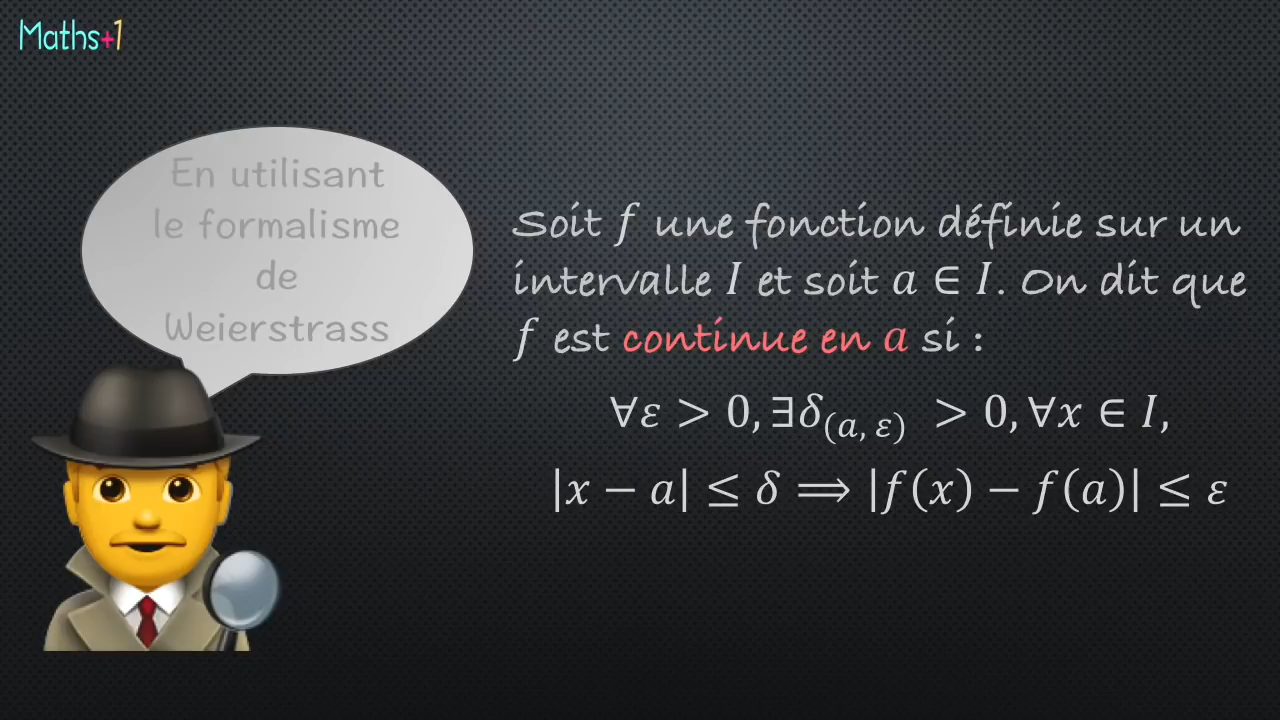 Maths+1
En utilisant
le formalisme
de
Weierstrass
Soit f une fonction définie sur un
intervalle I et soit a ∈ I. On dit que
f est continue en a si :
∀ε > 0, ∃δ₍a, ε₎ > 0, ∀x ∈ I,
|x − a| ≤ δ ⟹ |f(x) − f(a)| ≤ ε